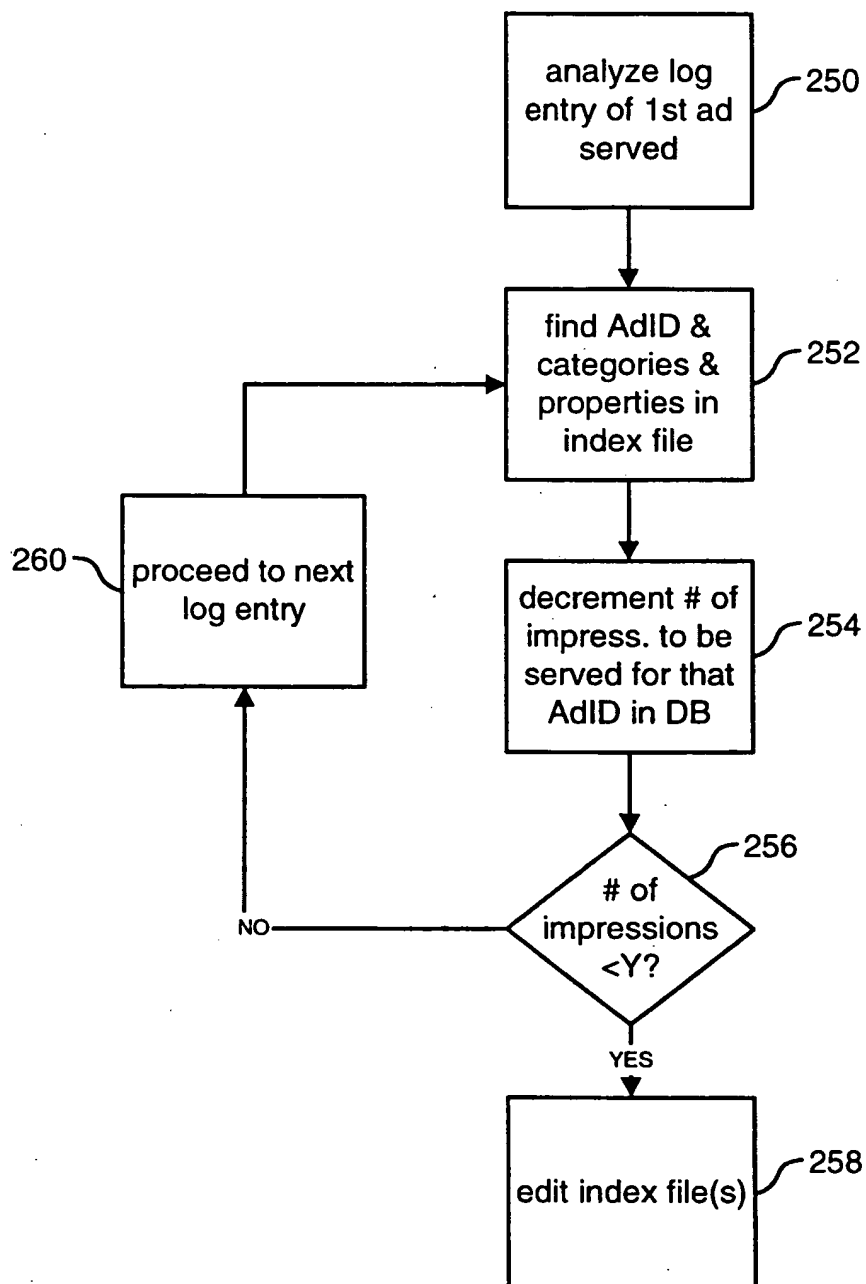 analyze log
entry of 1st ad
served
250
find AdID &
categories &
properties in
index file
252
260
proceed to next
log entry
decrement # of
impress. to be
served for that
AdID in DB
254
256
# of
impressions
<Y?
NO
YES
edit index file(s)
258